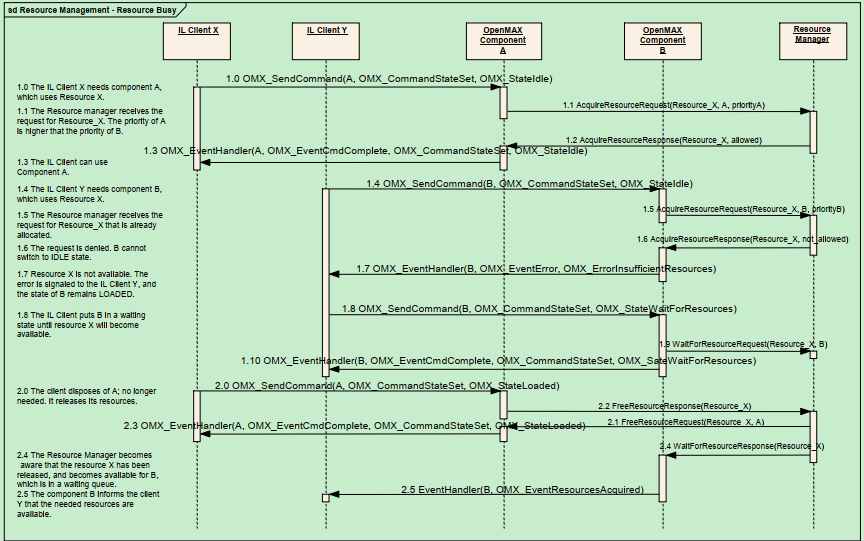 sd Resource Management - Resource Busy
IL Client X
IL Client Y
OpenMAX
Component
A
OpenMAX
Component
B
Resource
Manager
1.0 The IL Client X needs component A,
which uses Resource X.
1.0 OMX_SendCommand(A, OMX_CommandStateSet, OMX_StateIdle)
1.1 The Resource manager receives the
request for Resource_X. The priority of A
is higher that the priority of B.
1.1 AcquireResourceRequest(Resource_X, A, priorityA)
1.2 AcquireResourceResponse(Resource_X, allowed)
1.3 OMX_EventHandler(A, OMX_EventCmdComplete, OMX_CommandStateSet, OMX_StateIdle)
1.3 The IL Client can use
Component A.
1.4 The IL Client Y needs component B,
which uses Resource X.
1.4 OMX_SendCommand(B, OMX_CommandStateSet, OMX_StateIdle)
1.5 The Resource manager receives the
request for Resource_X that is already
allocated.
1.5 AcquireResourceRequest(Resource_X, B, priorityB)
1.6 The request is denied. B cannot
switch to IDLE state.
1.6 AcquireResourceResponse(Resource_X, not_allowed)
1.7 Resource X is not available. The
error is signaled to the IL Client Y, and
the state of B remains LOADED.
1.7 OMX_EventHandler(B, OMX_EventError, OMX_ErrorInsufficientResources)
1.8 The IL Client puts B in a waiting
state until resource X will become
available.
1.8 OMX_SendCommand(B, OMX_CommandStateSet, OMX_StateWaitForResources)
1.9 WaitForResourceRequest(Resource_X, B)
1.10 OMX_EventHandler(B, OMX_EventCmdComplete, OMX_CommandStateSet, OMX_SateWaitForResources)
2.0 The client disposes of A; no longer
needed. It releases its resources.
2.0 OMX_SendCommand(A, OMX_CommandStateSet, OMX_StateLoaded)
2.2 FreeResourceResponse(Resource_X)
2.1 FreeResourceRequest(Resource_X, A)
2.3 OMX_EventHandler(A, OMX_EventCmdComplete, OMX_CommandStateSet, OMX_StateLoaded)
2.4 WaitForResourceResponse(Resource_X)
2.4 The Resource Manager becomes
aware that the resource X has been
released, and becomes available for B,
which is in a waiting queue.
2.5 The component B informs the client
Y that the needed resources are
available.
2.5 EventHandler(B, OMX_EventResourcesAcquired)